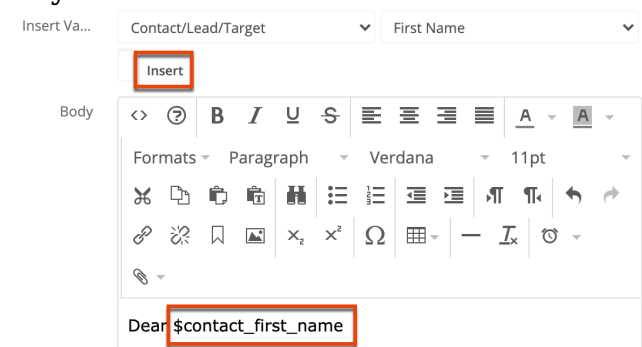 Insert Va... Contact/Lead/Target First Name
Insert
Body
B I U S A A
Formats Paragraph Verdana 11pt
Dear $contact_first_name